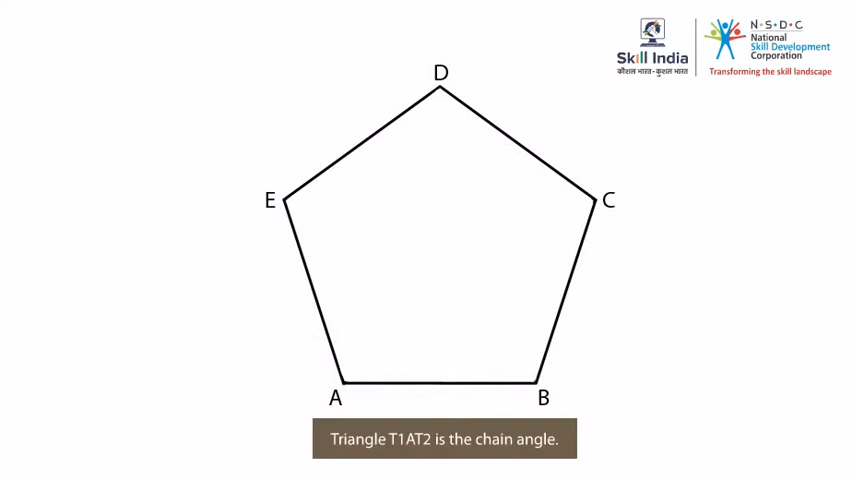 N·S·D·C
National
Skill Development
Corporation
Transforming the skill landscape
Skill India
कौशल भारत-कुशल भारत
D
E
C
A
B
Triangle T1AT2 is the chain angle.